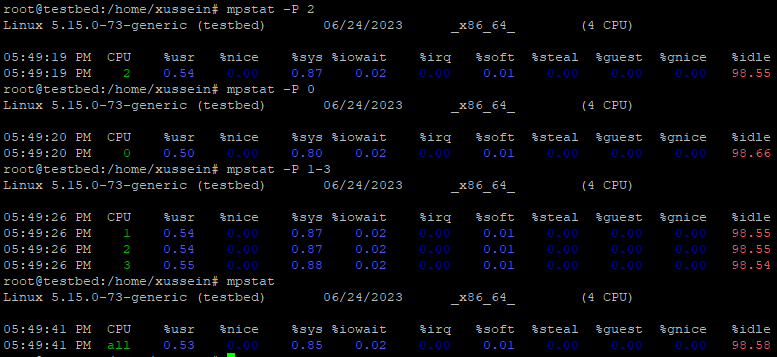 root@testbed:/home/xussein# mpstat -P 2
Linux 5.15.0-73-generic (testbed) 06/24/2023 _x86_64_ (4 CPU)
05:49:19 PM CPU %usr %nice %sys %iowait %irq %soft %steal %guest %gnice %idle
05:49:19 PM 2 0.54 0.00 0.87 0.02 0.00 0.01 0.00 0.00 0.00 98.55
root@testbed:/home/xussein# mpstat -P 0
Linux 5.15.0-73-generic (testbed) 06/24/2023 _x86_64_ (4 CPU)
05:49:20 PM CPU %usr %nice %sys %iowait %irq %soft %steal %guest %gnice %idle
05:49:20 PM 0 0.50 0.00 0.80 0.02 0.00 0.01 0.00 0.00 0.00 98.66
root@testbed:/home/xussein# mpstat -P 1-3
Linux 5.15.0-73-generic (testbed) 06/24/2023 _x86_64_ (4 CPU)
05:49:26 PM CPU %usr %nice %sys %iowait %irq %soft %steal %guest %gnice %idle
05:49:26 PM 1 0.54 0.00 0.87 0.02 0.00 0.01 0.00 0.00 0.00 98.55
05:49:26 PM 2 0.54 0.00 0.87 0.02 0.00 0.01 0.00 0.00 0.00 98.55
05:49:26 PM 3 0.55 0.00 0.88 0.02 0.00 0.01 0.00 0.00 0.00 98.54
root@testbed:/home/xussein# mpstat
Linux 5.15.0-73-generic (testbed) 06/24/2023 _x86_64_ (4 CPU)
05:49:41 PM CPU %usr %nice %sys %iowait %irq %soft %steal %guest %gnice %idle
05:49:41 PM all 0.53 0.00 0.85 0.02 0.00 0.01 0.00 0.00 0.00 98.58
root@testbed:/home/xussein#